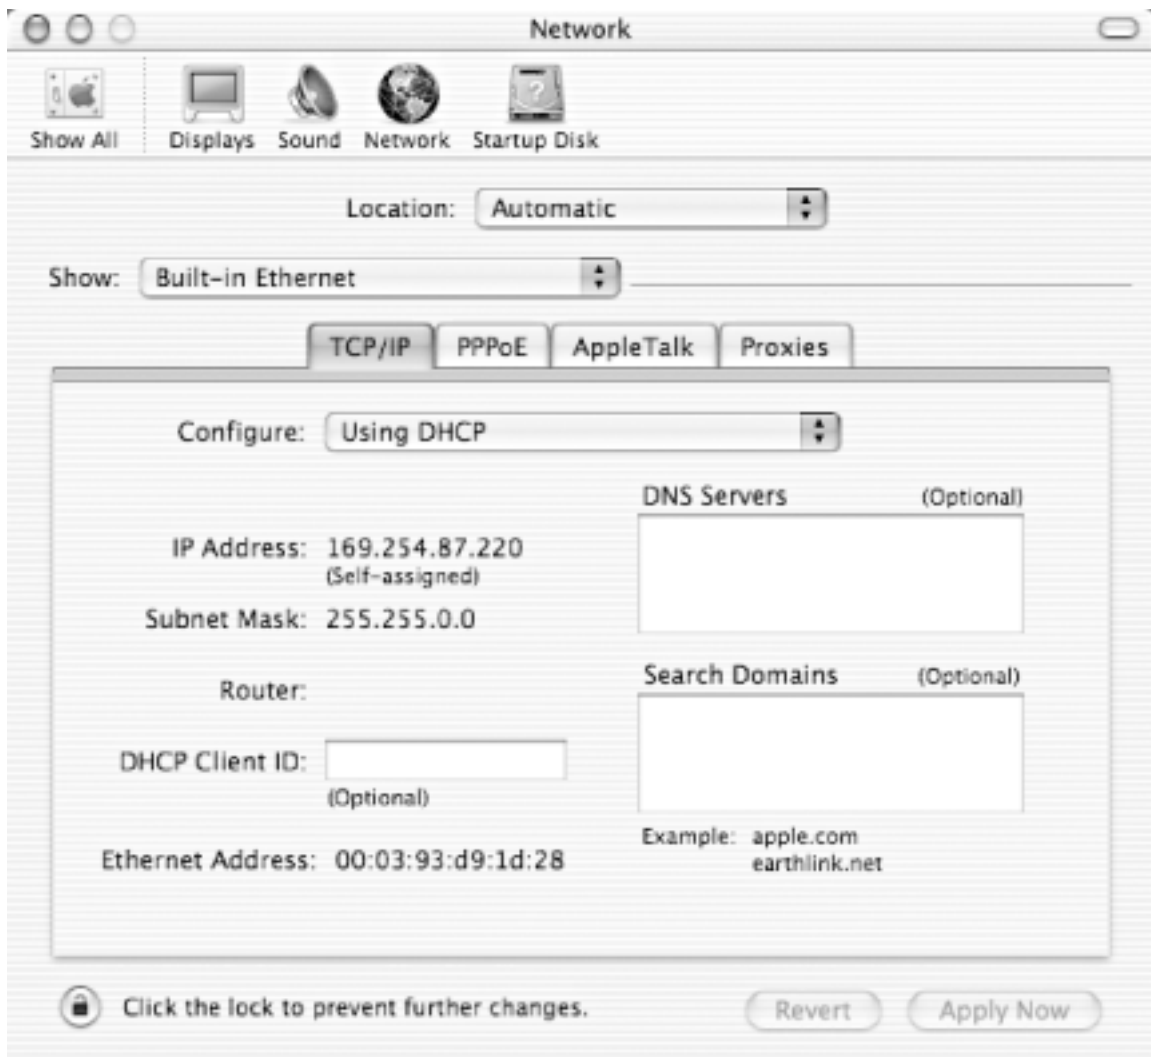 Network
Show All Displays Sound Network Startup Disk
Location: Automatic
Show: Built-in Ethernet
TCP/IP PPPoE AppleTalk Proxies
Configure: Using DHCP
DNS Servers (Optional)
IP Address: 169.254.87.220
(Self-assigned)
Subnet Mask: 255.255.0.0
Search Domains (Optional)
Router:
DHCP Client ID:
(Optional)
Example: apple.com
earthlink.net
Ethernet Address: 00:03:93:d9:1d:28
Click the lock to prevent further changes.
Revert Apply Now